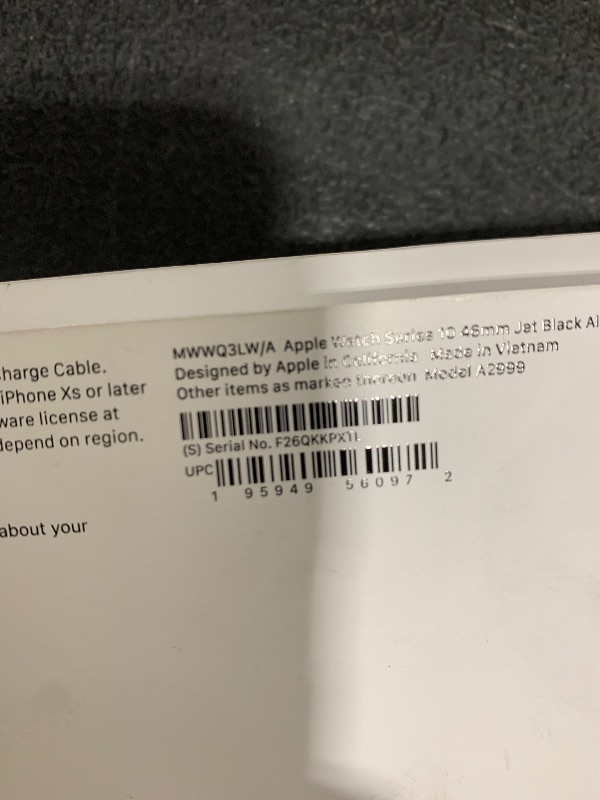 harge Cable.
iPhone Xs or later
ware license at
depend on region.
about your
MWWQ3LW/A Apple Watch Series 10 46mm Jet Black Al
Designed by Apple in California Made in Vietnam
Other items as marked thereon Model A2999
(S) Serial No.
UPC
1 95949 56097 2